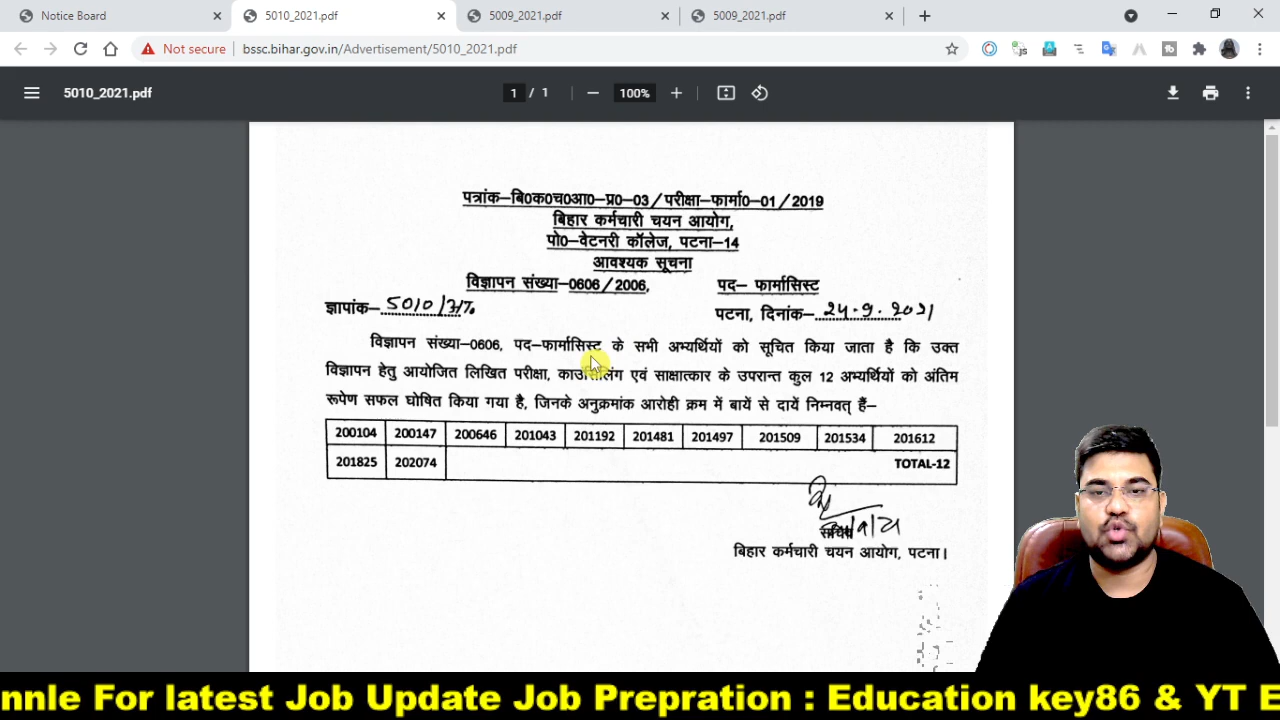 Notice Board
5010_2021.pdf
5009_2021.pdf
5009_2021.pdf
Not secure
bssc.bihar.gov.in/Advertisement/5010_2021.pdf
JS
5010_2021.pdf
1 / 1
100%
पत्रांक-बि0क0च0आ0-प्र0-03/परीक्षा-फार्मा0-01/2019
बिहार कर्मचारी चयन आयोग,
पो0-वेटनरी कॉलेज, पटना-14
आवश्यक सूचना
विज्ञापन संख्या-0606/2006, पद- फार्मासिस्ट
ज्ञापांक-5010/अ०
पटना, दिनांक-24.9.2021
विज्ञापन संख्या-0606, पद-फार्मासिस्ट के सभी अभ्यर्थियों को सूचित किया जाता है कि उक्त
विज्ञापन हेतु आयोजित लिखित परीक्षा, काउंसिलिंग एवं साक्षात्कार के उपरान्त कुल 12 अभ्यर्थियों को अंतिम
रूपेण सफल घोषित किया गया है, जिनके अनुक्रमांक आरोही क्रम में बायें से दायें निम्नवत् हैं-
200104 200147 200646 201043 201192 201481 201497 201509 201534 201612
201825 202074 TOTAL-12
सचिव
बिहार कर्मचारी चयन आयोग, पटना।
nnle For latest Job Update Job Prepration : Education key86 & YT E